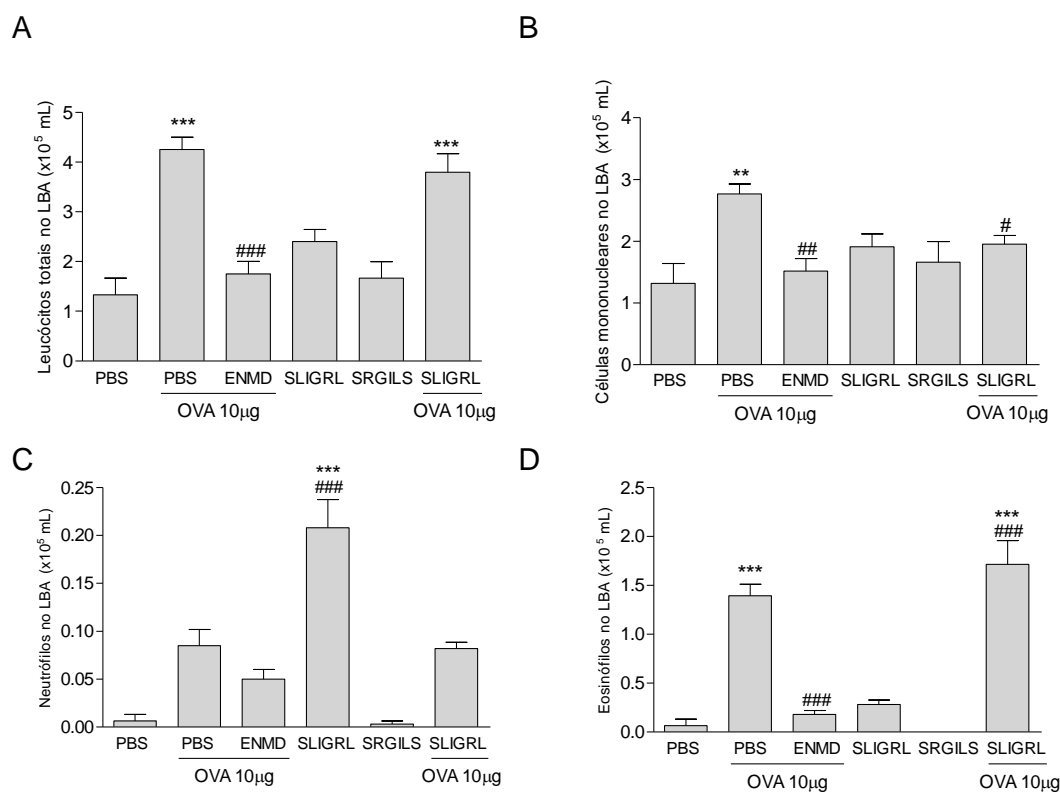 A
Leucócitos totais no LBA (x10⁵ mL)
5
4
3
2
1
0
***
###
***
PBS PBS ENMD SLIGRL SRGILS SLIGRL
OVA 10µg OVA 10µg
B
Células mononucleares no LBA (x10⁵ mL)
4
3
2
1
0
**
##
#
PBS PBS ENMD SLIGRL SRGILS SLIGRL
OVA 10µg OVA 10µg
C
Neutrófilos no LBA (x10⁵ mL)
0.25
0.20
0.15
0.10
0.05
0.00
***
###
PBS PBS ENMD SLIGRL SRGILS SLIGRL
OVA 10µg OVA 10µg
D
Eosinófilos no LBA (x10⁵ mL)
2.5
2.0
1.5
1.0
0.5
0.0
***
###
***
###
PBS PBS ENMD SLIGRL SRGILS SLIGRL
OVA 10µg OVA 10µg